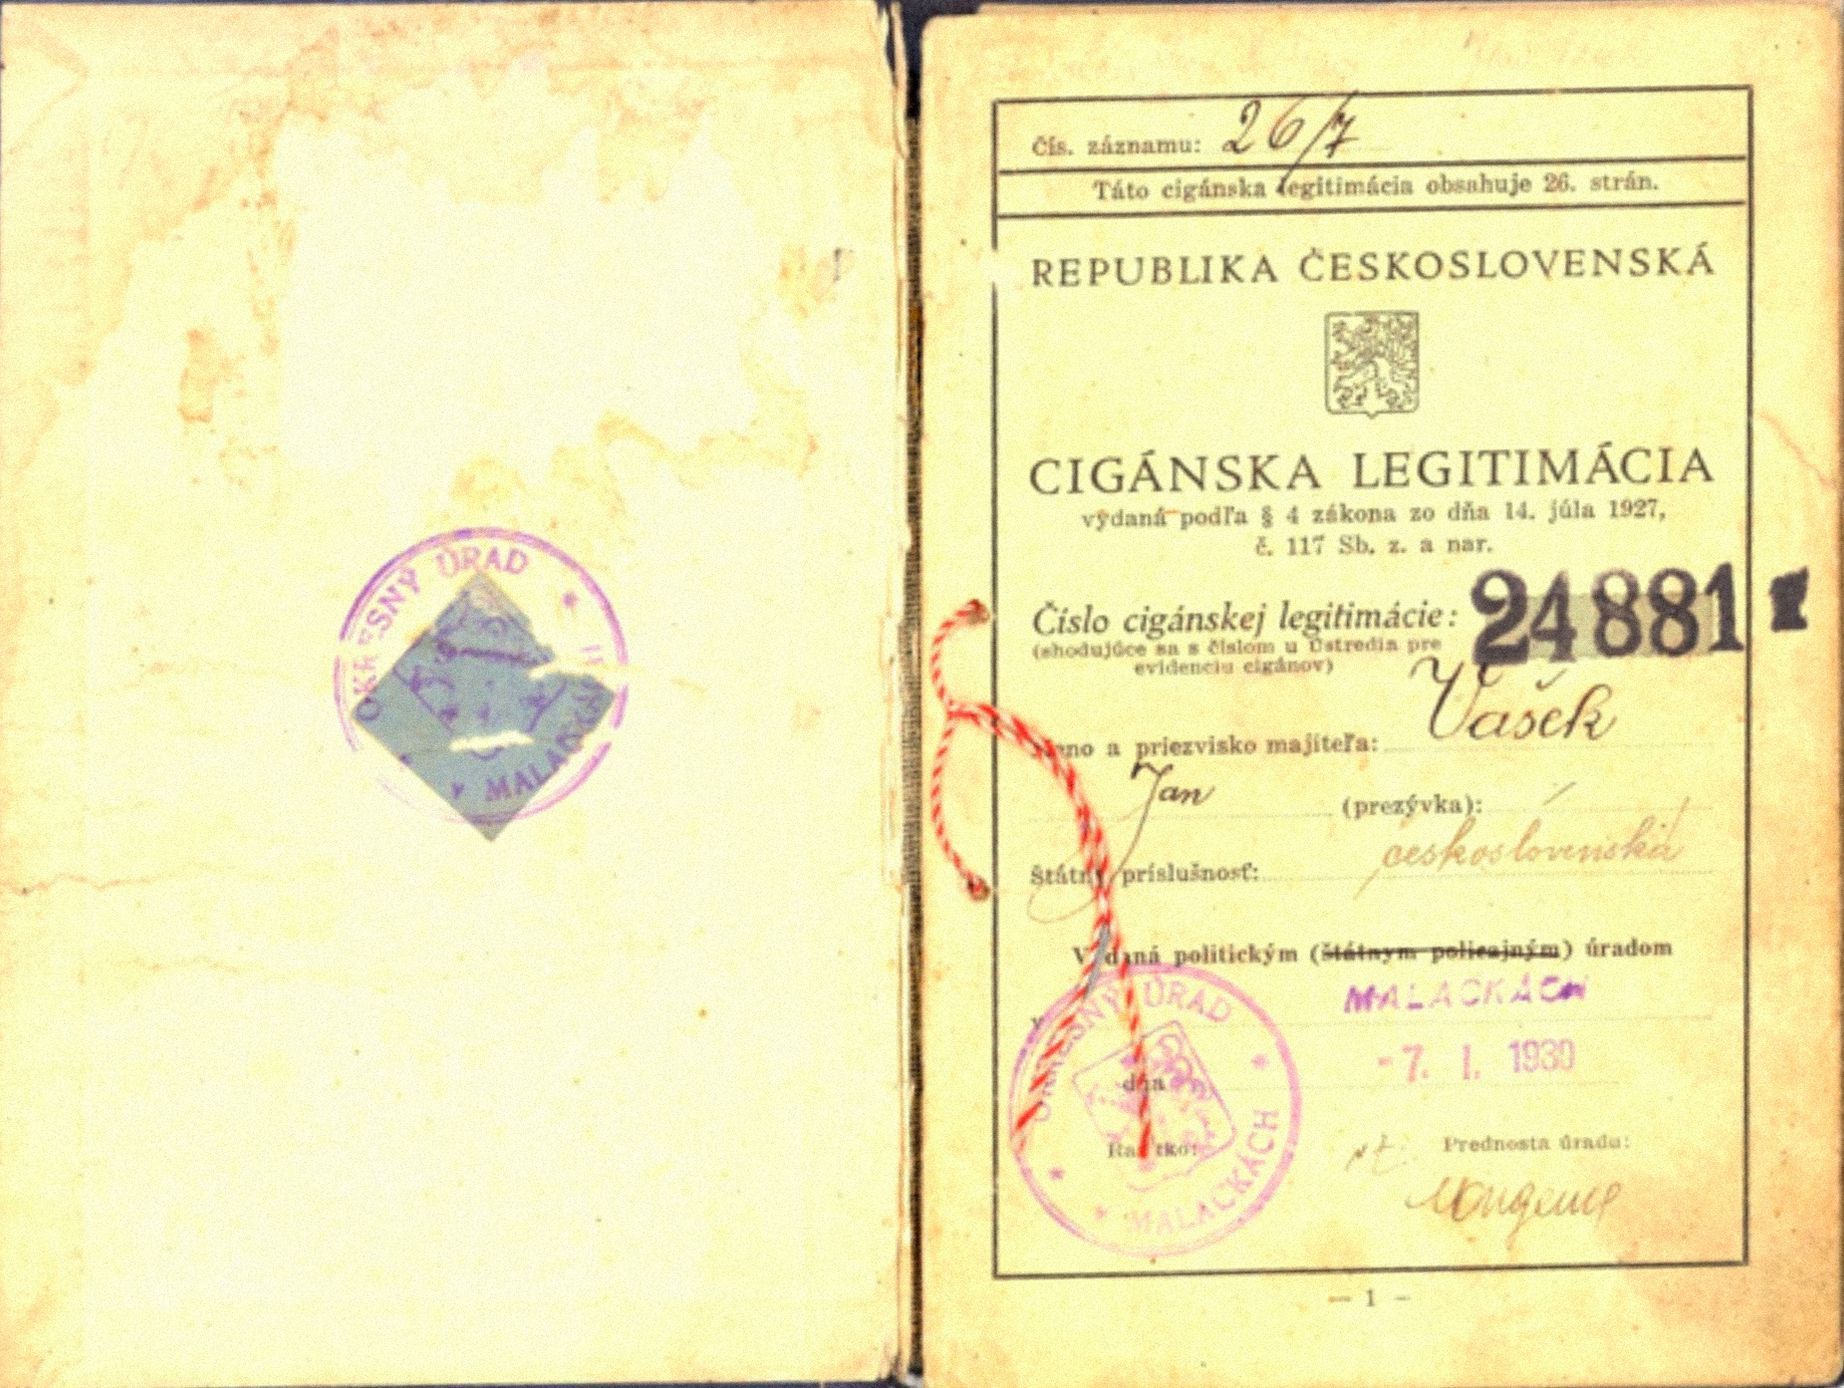 OKRESNÝ ÚRAD
v MALACKÁCH
Čís. záznamu: 26/7
Táto cigánska legitimácia obsahuje 26. strán.
REPUBLIKA ČESKOSLOVENSKÁ
CIGÁNSKA LEGITIMÁCIA
vydaná podľa § 4 zákona zo dňa 14. júla 1927,
č. 117 Sb. z. a nar.
Číslo cigánskej legitimácie: 24881
(shodujúce sa s číslom u Ústredia pre
evidenciu cigánov)
Meno a priezvisko majiteľa: Vašek
Jan (prezývka): —
Štátna príslušnosť: československá
Vydaná politickým (štátnym policajným) úradom
v MALACKÁCH
dňa - 7. I. 1930
OKRESNÝ ÚRAD
v MALACKÁCH
Razítko: Prednosta úradu:
— 1 —